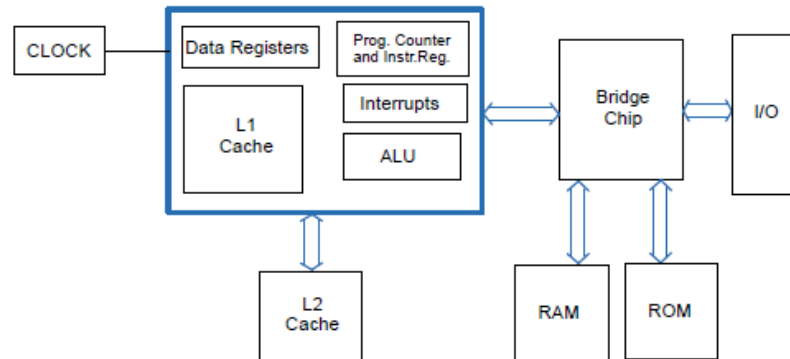 CLOCK
Data Registers
Prog. Counter
and Instr.Reg.
Interrupts
L1
Cache
ALU
Bridge
Chip
I/O
L2
Cache
RAM
ROM